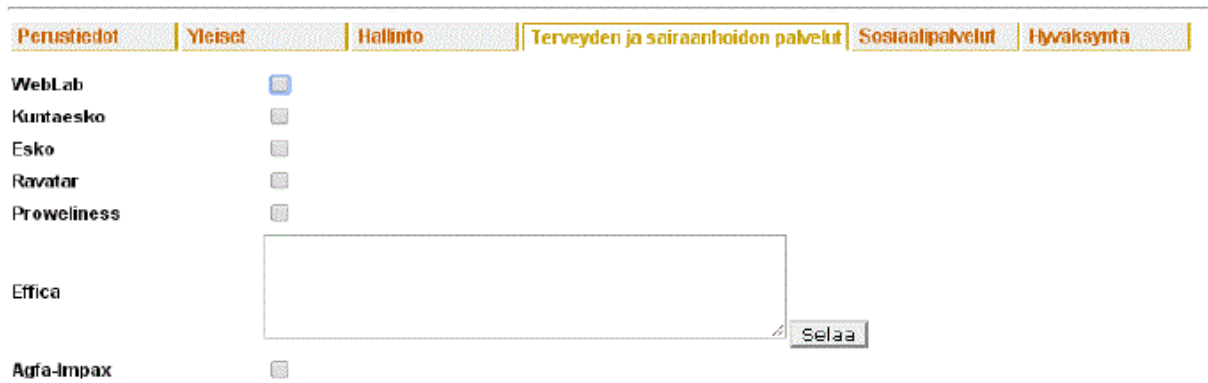 Perustiedot Yleiset Hallinto Terveyden ja sairaanhoidon palvelut Sosiaalipalvelut Hyväksyntä
WebLab
Kuntaesko
Esko
Ravatar
Proweliness
Effica
Selaa
Agfa-Impax